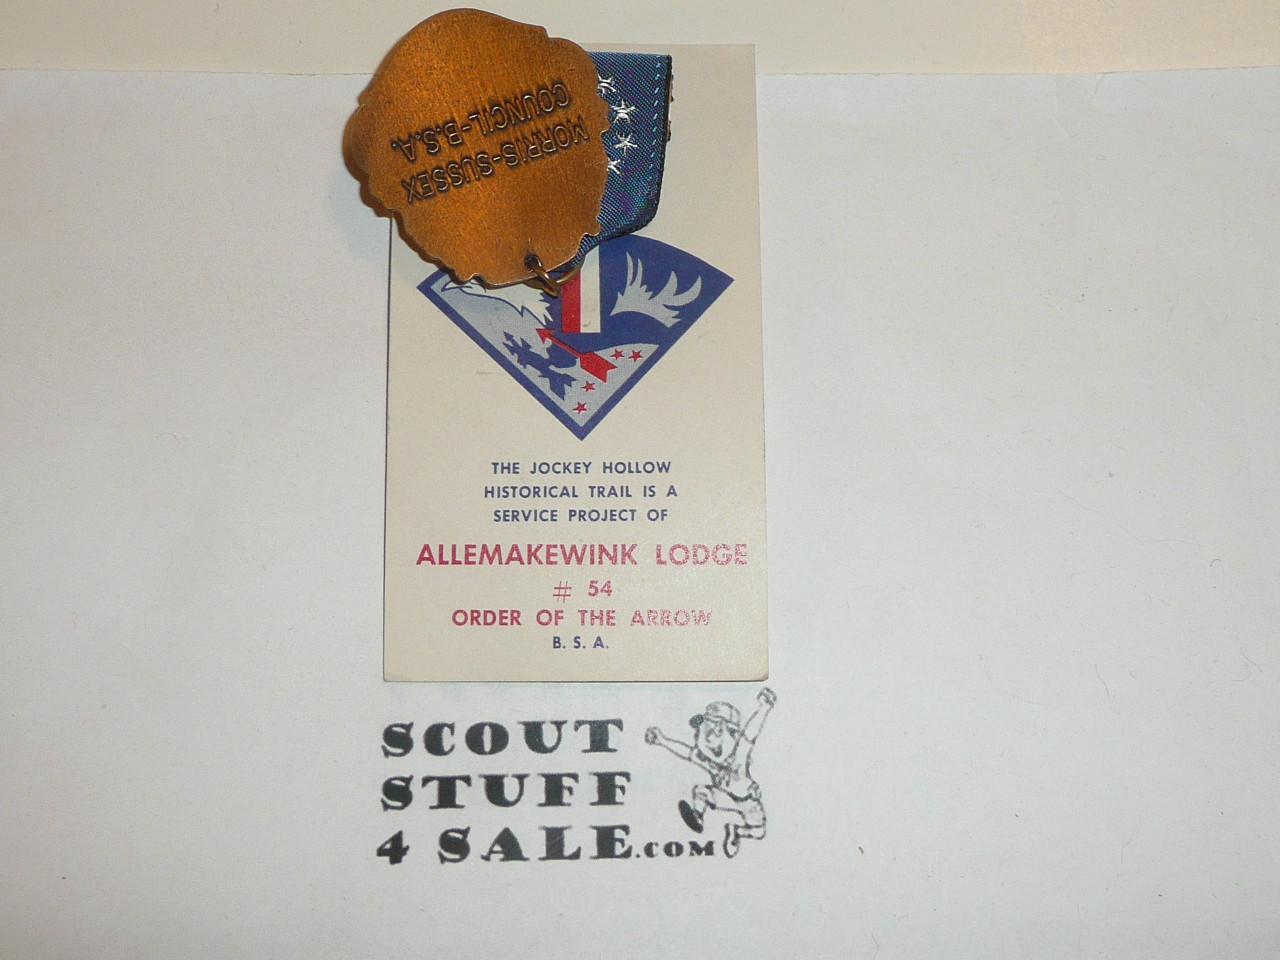 MORRIS-SUSSEX
COUNCIL-B.S.A.
THE JOCKEY HOLLOW
HISTORICAL TRAIL IS A
SERVICE PROJECT OF
ALLEMAKEWINK LODGE
# 54
ORDER OF THE ARROW
B. S. A.
SCOUT
STUFF
4 SALE.COM